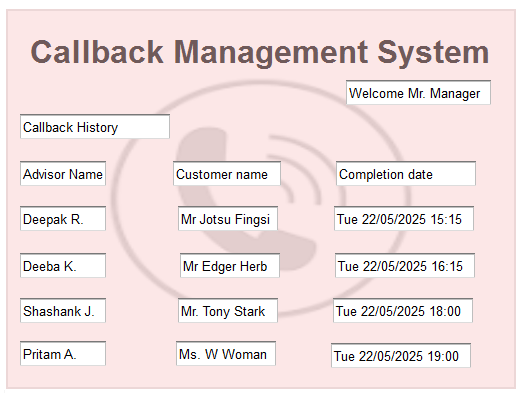 Callback Management System
Welcome Mr. Manager
Callback History
Advisor Name Customer name Completion date
Deepak R. Mr Jotsu Fingsi Tue 22/05/2025 15:15
Deeba K. Mr Edger Herb Tue 22/05/2025 16:15
Shashank J. Mr. Tony Stark Tue 22/05/2025 18:00
Pritam A. Ms. W Woman Tue 22/05/2025 19:00